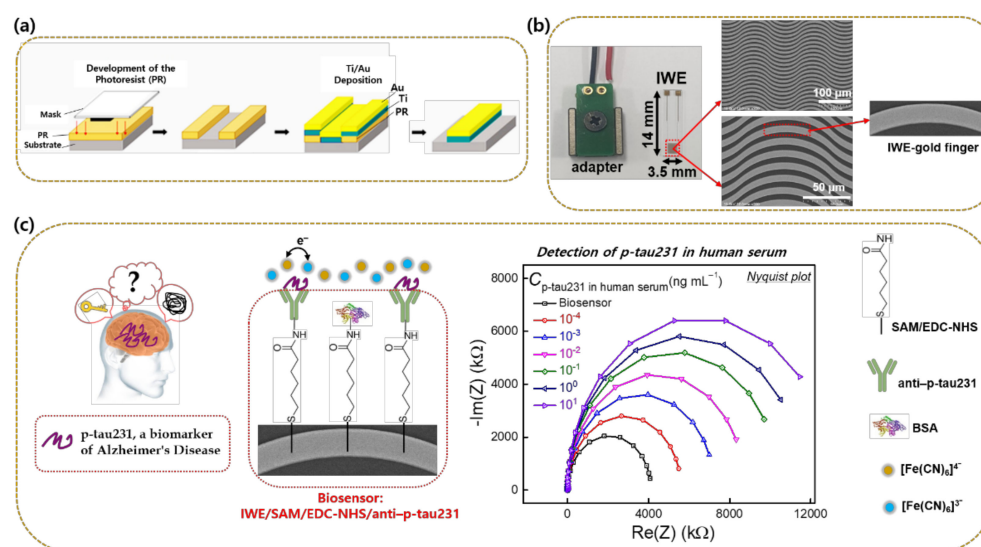 (a)
Development of the
Photoresist (PR)
Mask
PR
Substrate
Ti/Au
Deposition
Au
Ti
PR
(b)
IWE
14 mm
3.5 mm
adapter
100 µm
50 µm
IWE-gold finger
(c)
?
p-tau231, a biomarker
of Alzheimer's Disease
e⁻
NH
O
S
NH
O
S
NH
O
S
Biosensor:
IWE/SAM/EDC-NHS/anti–p-tau231
Detection of p-tau231 in human serum
C p-tau231 in human serum (ng mL⁻¹)
Nyquist plot
Biosensor
10⁻⁴
10⁻³
10⁻²
10⁻¹
10⁰
10¹
-Im(Z) (kΩ)
8000
6000
4000
2000
0
0 4000 8000 12000
Re(Z) (kΩ)
NH
O
S
SAM/EDC-NHS
anti–p-tau231
BSA
[Fe(CN)₆]⁴⁻
[Fe(CN)₆]³⁻